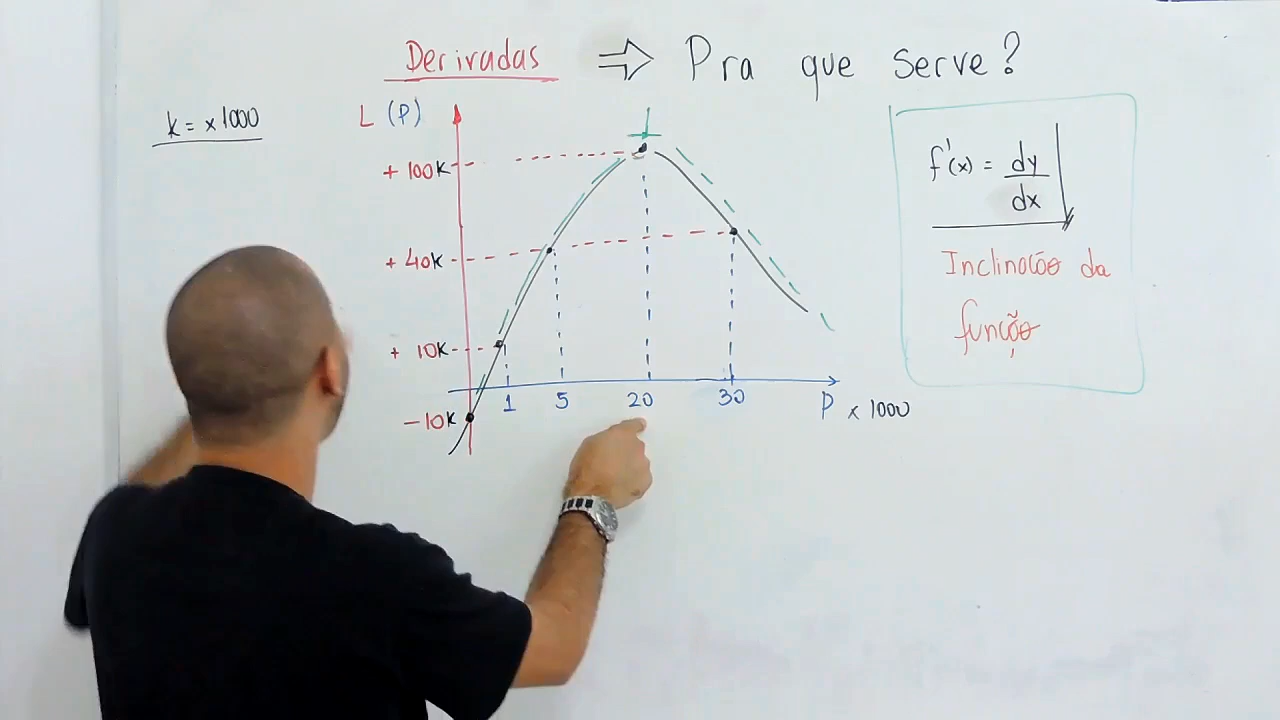 Derivadas ⇒ Pra que serve?
k = x1000
L (P)
+ 100K
+ 40K
+ 10K
-10K
1 5 20 30
P x 1000
f'(x) = dy/dx
Inclinação da
função